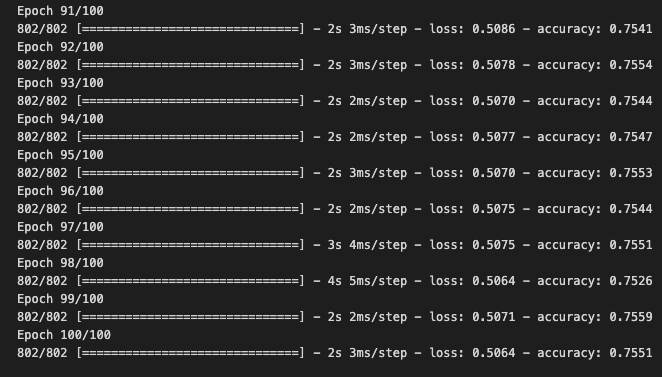 Epoch 91/100
802/802 [==============================] - 2s 3ms/step - loss: 0.5086 - accuracy: 0.7541
Epoch 92/100
802/802 [==============================] - 2s 3ms/step - loss: 0.5078 - accuracy: 0.7554
Epoch 93/100
802/802 [==============================] - 2s 2ms/step - loss: 0.5070 - accuracy: 0.7544
Epoch 94/100
802/802 [==============================] - 2s 2ms/step - loss: 0.5077 - accuracy: 0.7547
Epoch 95/100
802/802 [==============================] - 2s 3ms/step - loss: 0.5070 - accuracy: 0.7553
Epoch 96/100
802/802 [==============================] - 2s 2ms/step - loss: 0.5075 - accuracy: 0.7544
Epoch 97/100
802/802 [==============================] - 3s 4ms/step - loss: 0.5075 - accuracy: 0.7551
Epoch 98/100
802/802 [==============================] - 4s 5ms/step - loss: 0.5064 - accuracy: 0.7526
Epoch 99/100
802/802 [==============================] - 2s 2ms/step - loss: 0.5071 - accuracy: 0.7559
Epoch 100/100
802/802 [==============================] - 2s 3ms/step - loss: 0.5064 - accuracy: 0.7551